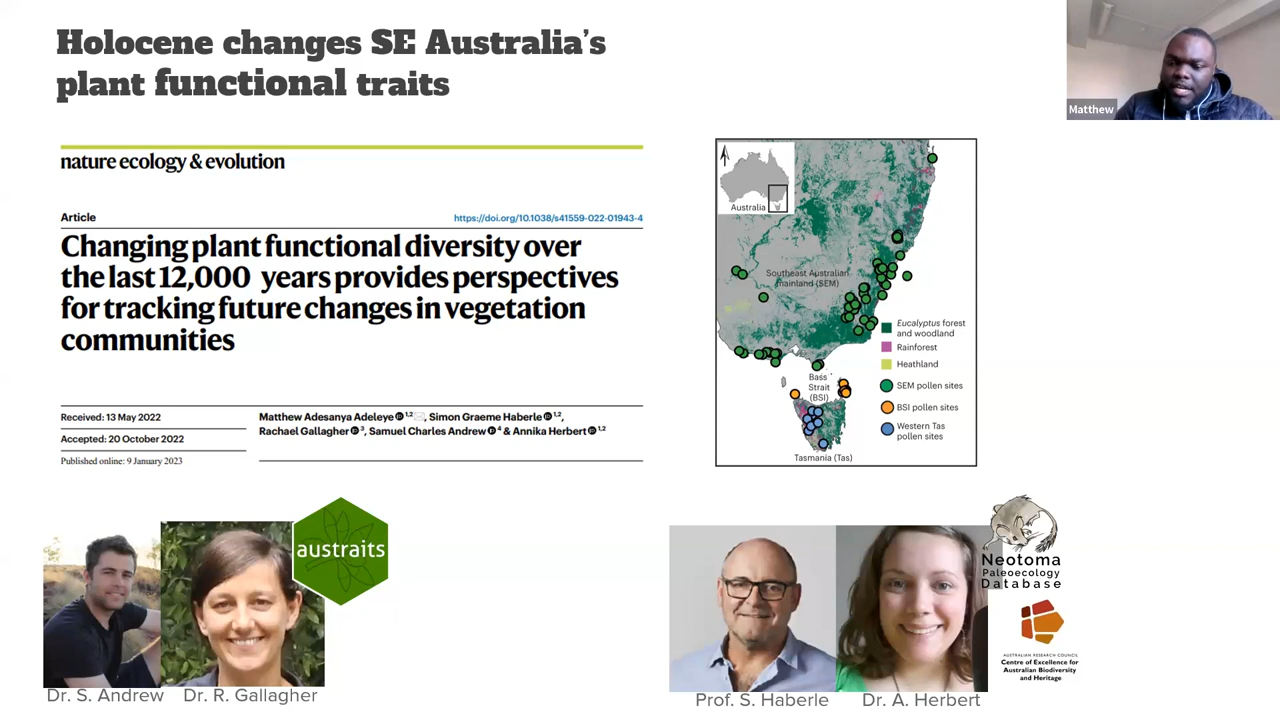 Holocene changes SE Australia's
plant functional traits
Matthew
nature ecology & evolution
Article
https://doi.org/10.1038/s41559-022-01943-4
Changing plant functional diversity over
the last 12,000 years provides perspectives
for tracking future changes in vegetation
communities
Received: 13 May 2022
Accepted: 20 October 2022
Published online: 9 January 2023
Matthew Adesanya Adeleye 1,2, Simon Graeme Haberle 1,2,
Rachael Gallagher 3, Samuel Charles Andrew 4 & Annika Herbert 1,2
Australia
Southeast Australian
mainland (SEM)
Eucalyptus forest
and woodland
Rainforest
Heathland
SEM pollen sites
BSI pollen sites
Western Tas
pollen sites
Bass
Strait
(BSI)
Tasmania (Tas)
austraits
Dr. S. Andrew
Dr. R. Gallagher
Prof. S. Haberle
Dr. A. Herbert
Neotoma
Paleoecology
Database
AUSTRALIAN RESEARCH COUNCIL
Centre of Excellence for
Australian Biodiversity
and Heritage